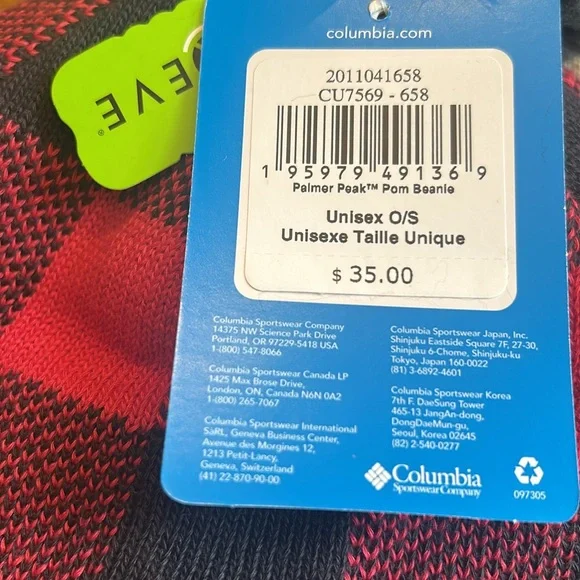 columbia.com
2011041658
CU7569 - 658
1 95979 49136 9
Palmer Peak™ Pom Beanie
Unisex O/S
Unisexe Taille Unique
$ 35.00
Columbia Sportswear Company
14375 NW Science Park Drive
Portland, OR 97229-5418 USA
1-(800) 547-8066
Columbia Sportswear Canada LP
1425 Max Brose Drive,
London, ON, Canada N6N 0A2
1-(800) 265-7067
Columbia Sportswear International
SaRL, Geneva Business Center,
Avenue des Morgines 12,
1213 Petit-Lancy,
Geneva, Switzerland
(41) 22-870-90-00
Columbia Sportswear Japan, Inc.
Shinjuku Eastside Square 7F, 27-30,
Shinjuku 6-Chome, Shinjuku-ku
Tokyo, Japan 160-0022
(81) 3-6892-4601
Columbia Sportswear Korea
7th F. DaeSung Tower
465-13 JangAn-dong,
DongDaeMun-gu,
Seoul, Korea 02645
(82) 2-540-0277
Columbia
Sportswear Company
097305